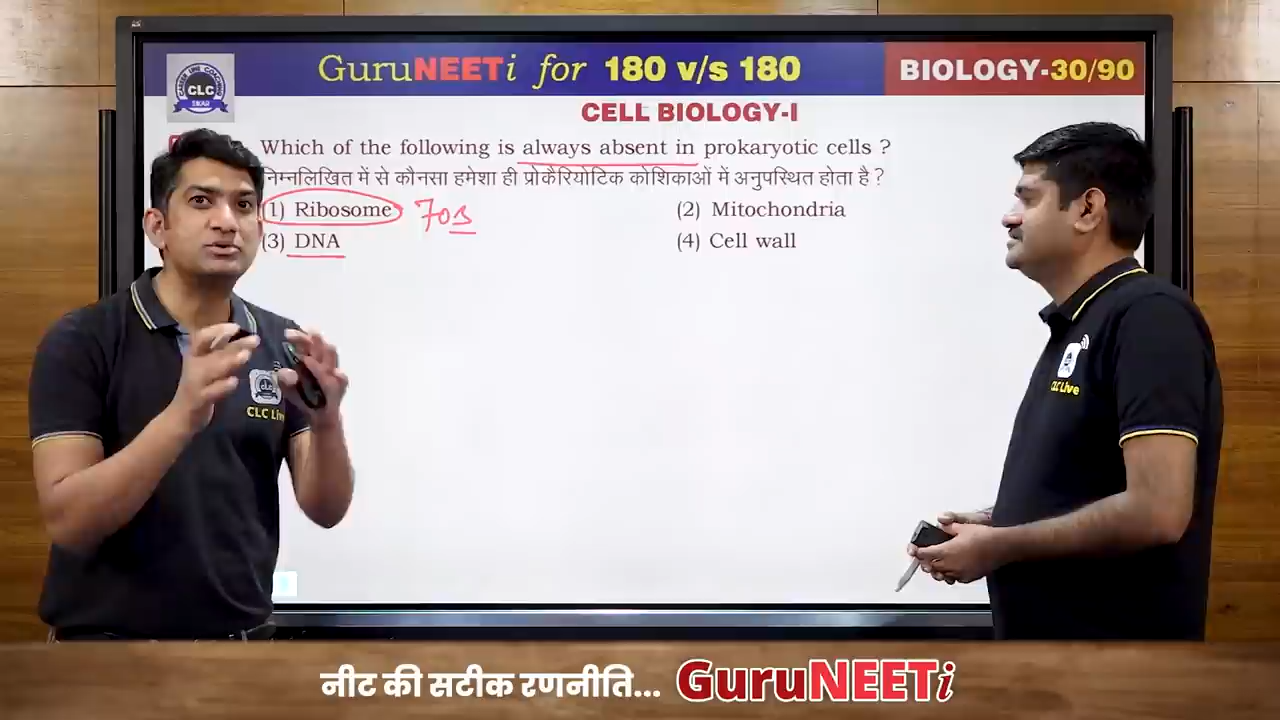 GuruNEETi for 180 v/s 180
BIOLOGY-30/90
CLC
SIKAR
CELL BIOLOGY-I
Which of the following is always absent in prokaryotic cells ?
निम्नलिखित में से कौनसा हमेशा ही प्रोकैरियोटिक कोशिकाओं में अनुपस्थित होता है ?
(1) Ribosome 70s
(2) Mitochondria
(3) DNA
(4) Cell wall
CLC Live
CLC Live
नीट की सटीक रणनीति... GuruNEETi